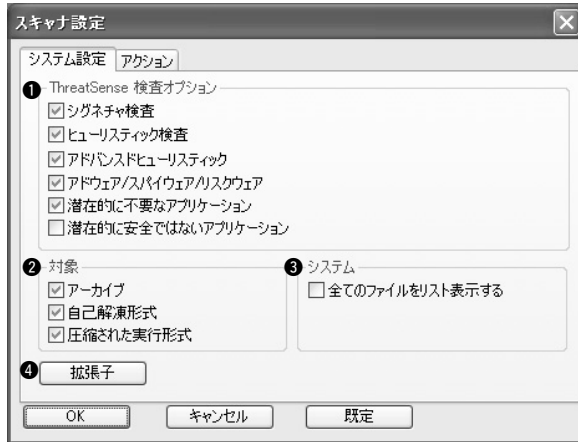 スキャナ設定
システム設定 アクション
❶ ThreatSense 検査オプション
シグネチャ検査
ヒューリスティック検査
アドバンスドヒューリスティック
アドウェア/スパイウェア/リスクウェア
潜在的に不要なアプリケーション
潜在的に安全ではないアプリケーション
❷ 対象
アーカイブ
自己解凍形式
圧縮された実行形式
❸ システム
全てのファイルをリスト表示する
❹ 拡張子
OK キャンセル 既定